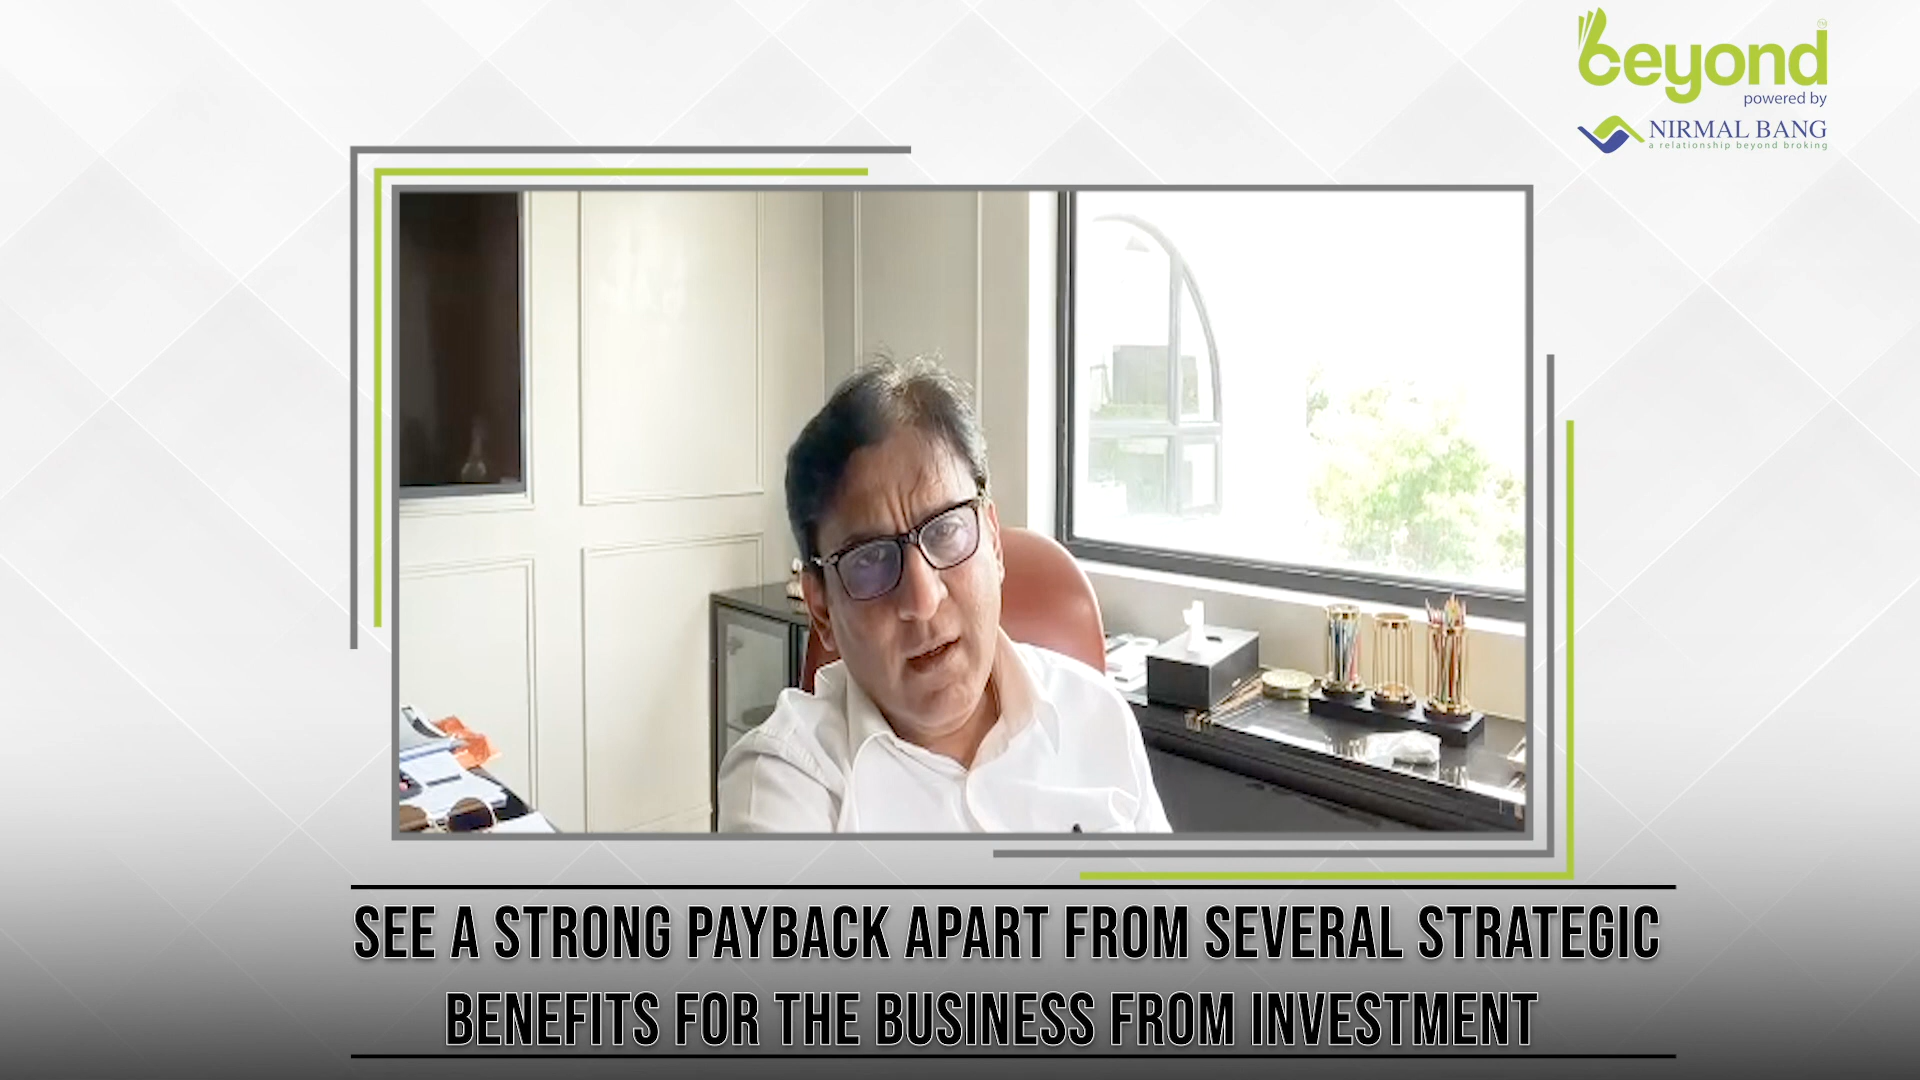 beyond
TM
powered by
NIRMAL BANG
a relationship beyond broking
SEE A STRONG PAYBACK APART FROM SEVERAL STRATEGIC
BENEFITS FOR THE BUSINESS FROM INVESTMENT